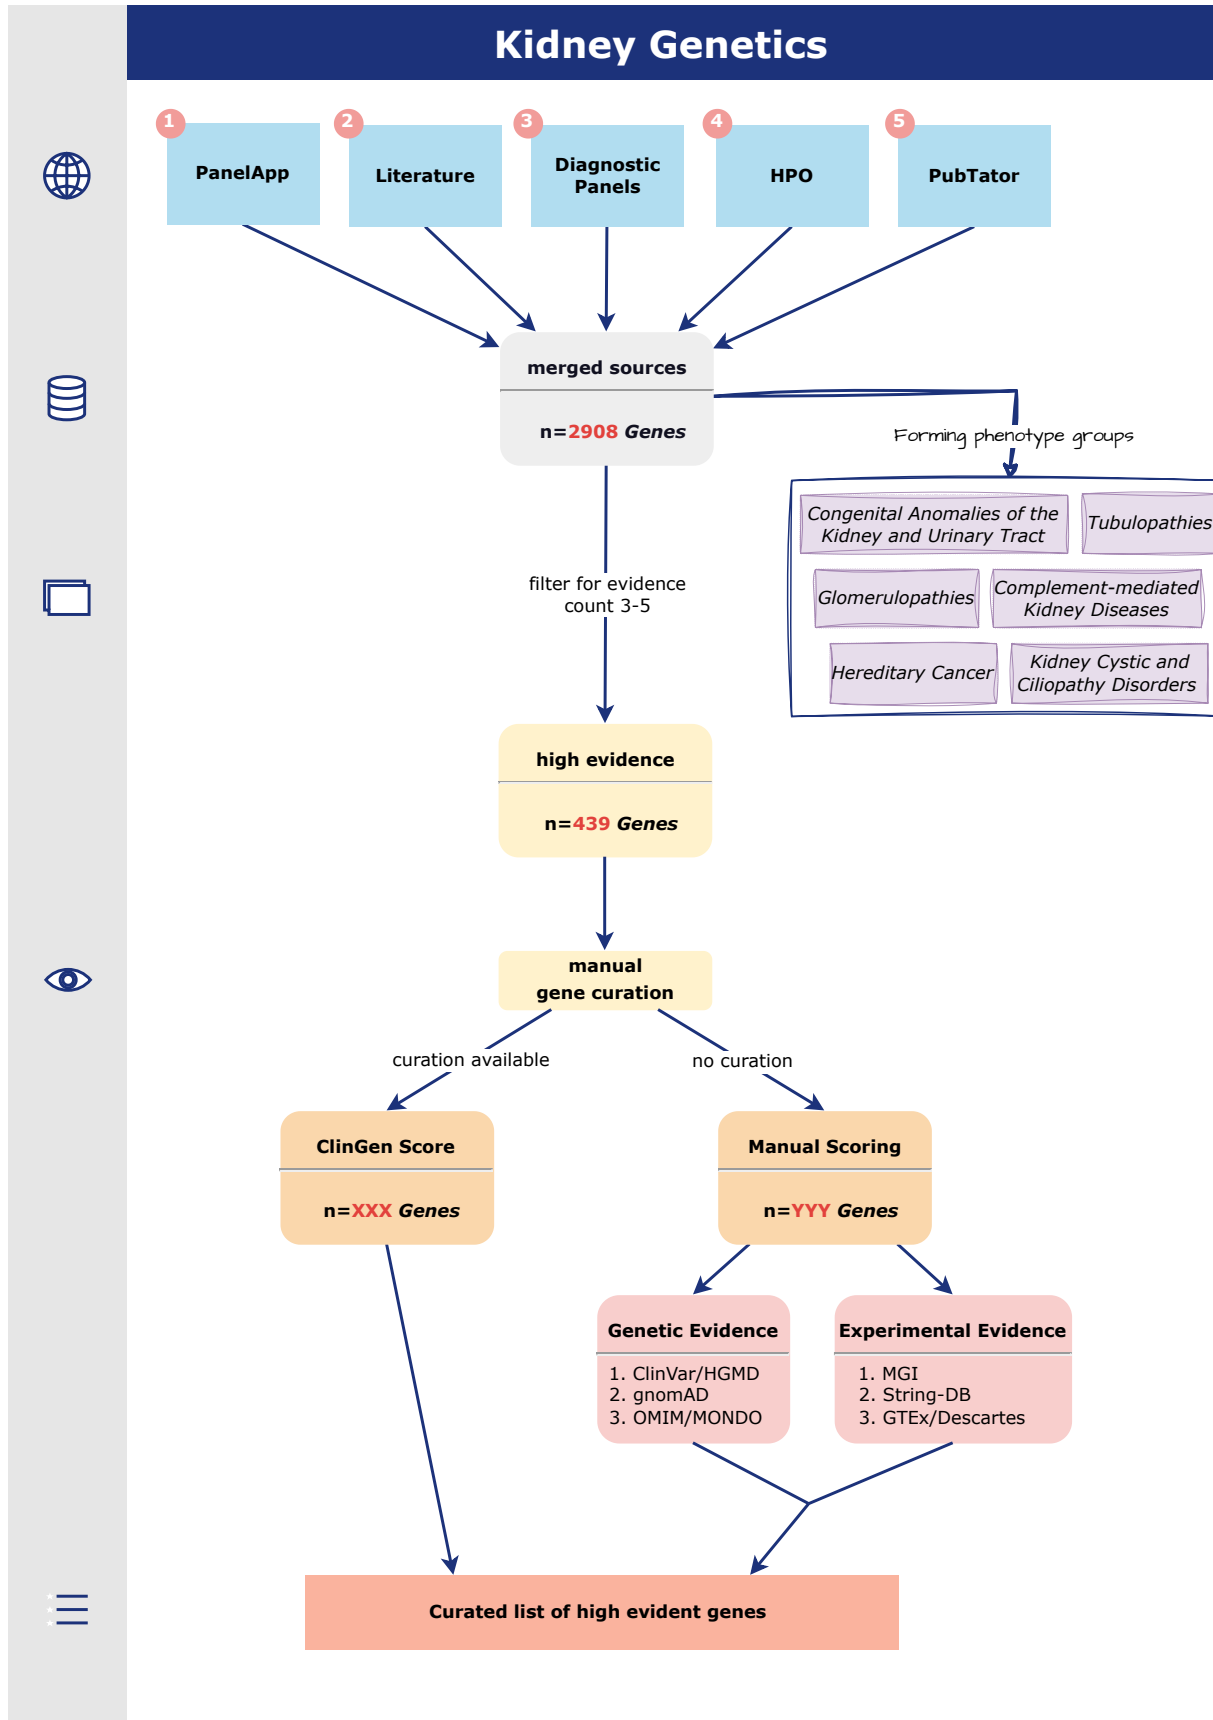 Kidney Genetics
1
2
3
4
5
PanelApp
Literature
Diagnostic
Panels
HPO
PubTator
merged sources
n=2908 Genes
Forming phenotype groups
Congenital Anomalies of the
Kidney and Urinary Tract
Tubulopathies
Glomerulopathies
Complement-mediated
Kidney Diseases
Hereditary Cancer
Kidney Cystic and
Ciliopathy Disorders
filter for evidence
count 3-5
high evidence
n=439 Genes
manual
gene curation
curation available
no curation
ClinGen Score
n=XXX Genes
Manual Scoring
n=YYY Genes
Genetic Evidence
1. ClinVar/HGMD
2. gnomAD
3. OMIM/MONDO
Experimental Evidence
1. MGI
2. String-DB
3. GTEx/Descartes
Curated list of high evident genes